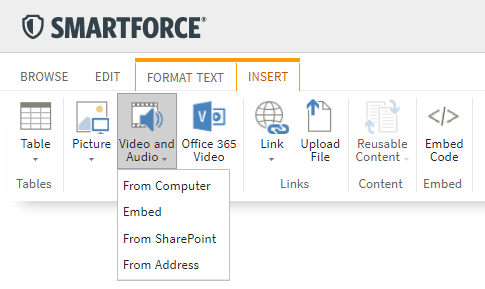 SMARTFORCE®
BROWSE EDIT FORMAT TEXT INSERT
Table Picture Video and Audio Office 365 Video Link Upload File Reusable Content Embed Code
Tables Links Content Embed
From Computer
Embed
From SharePoint
From Address